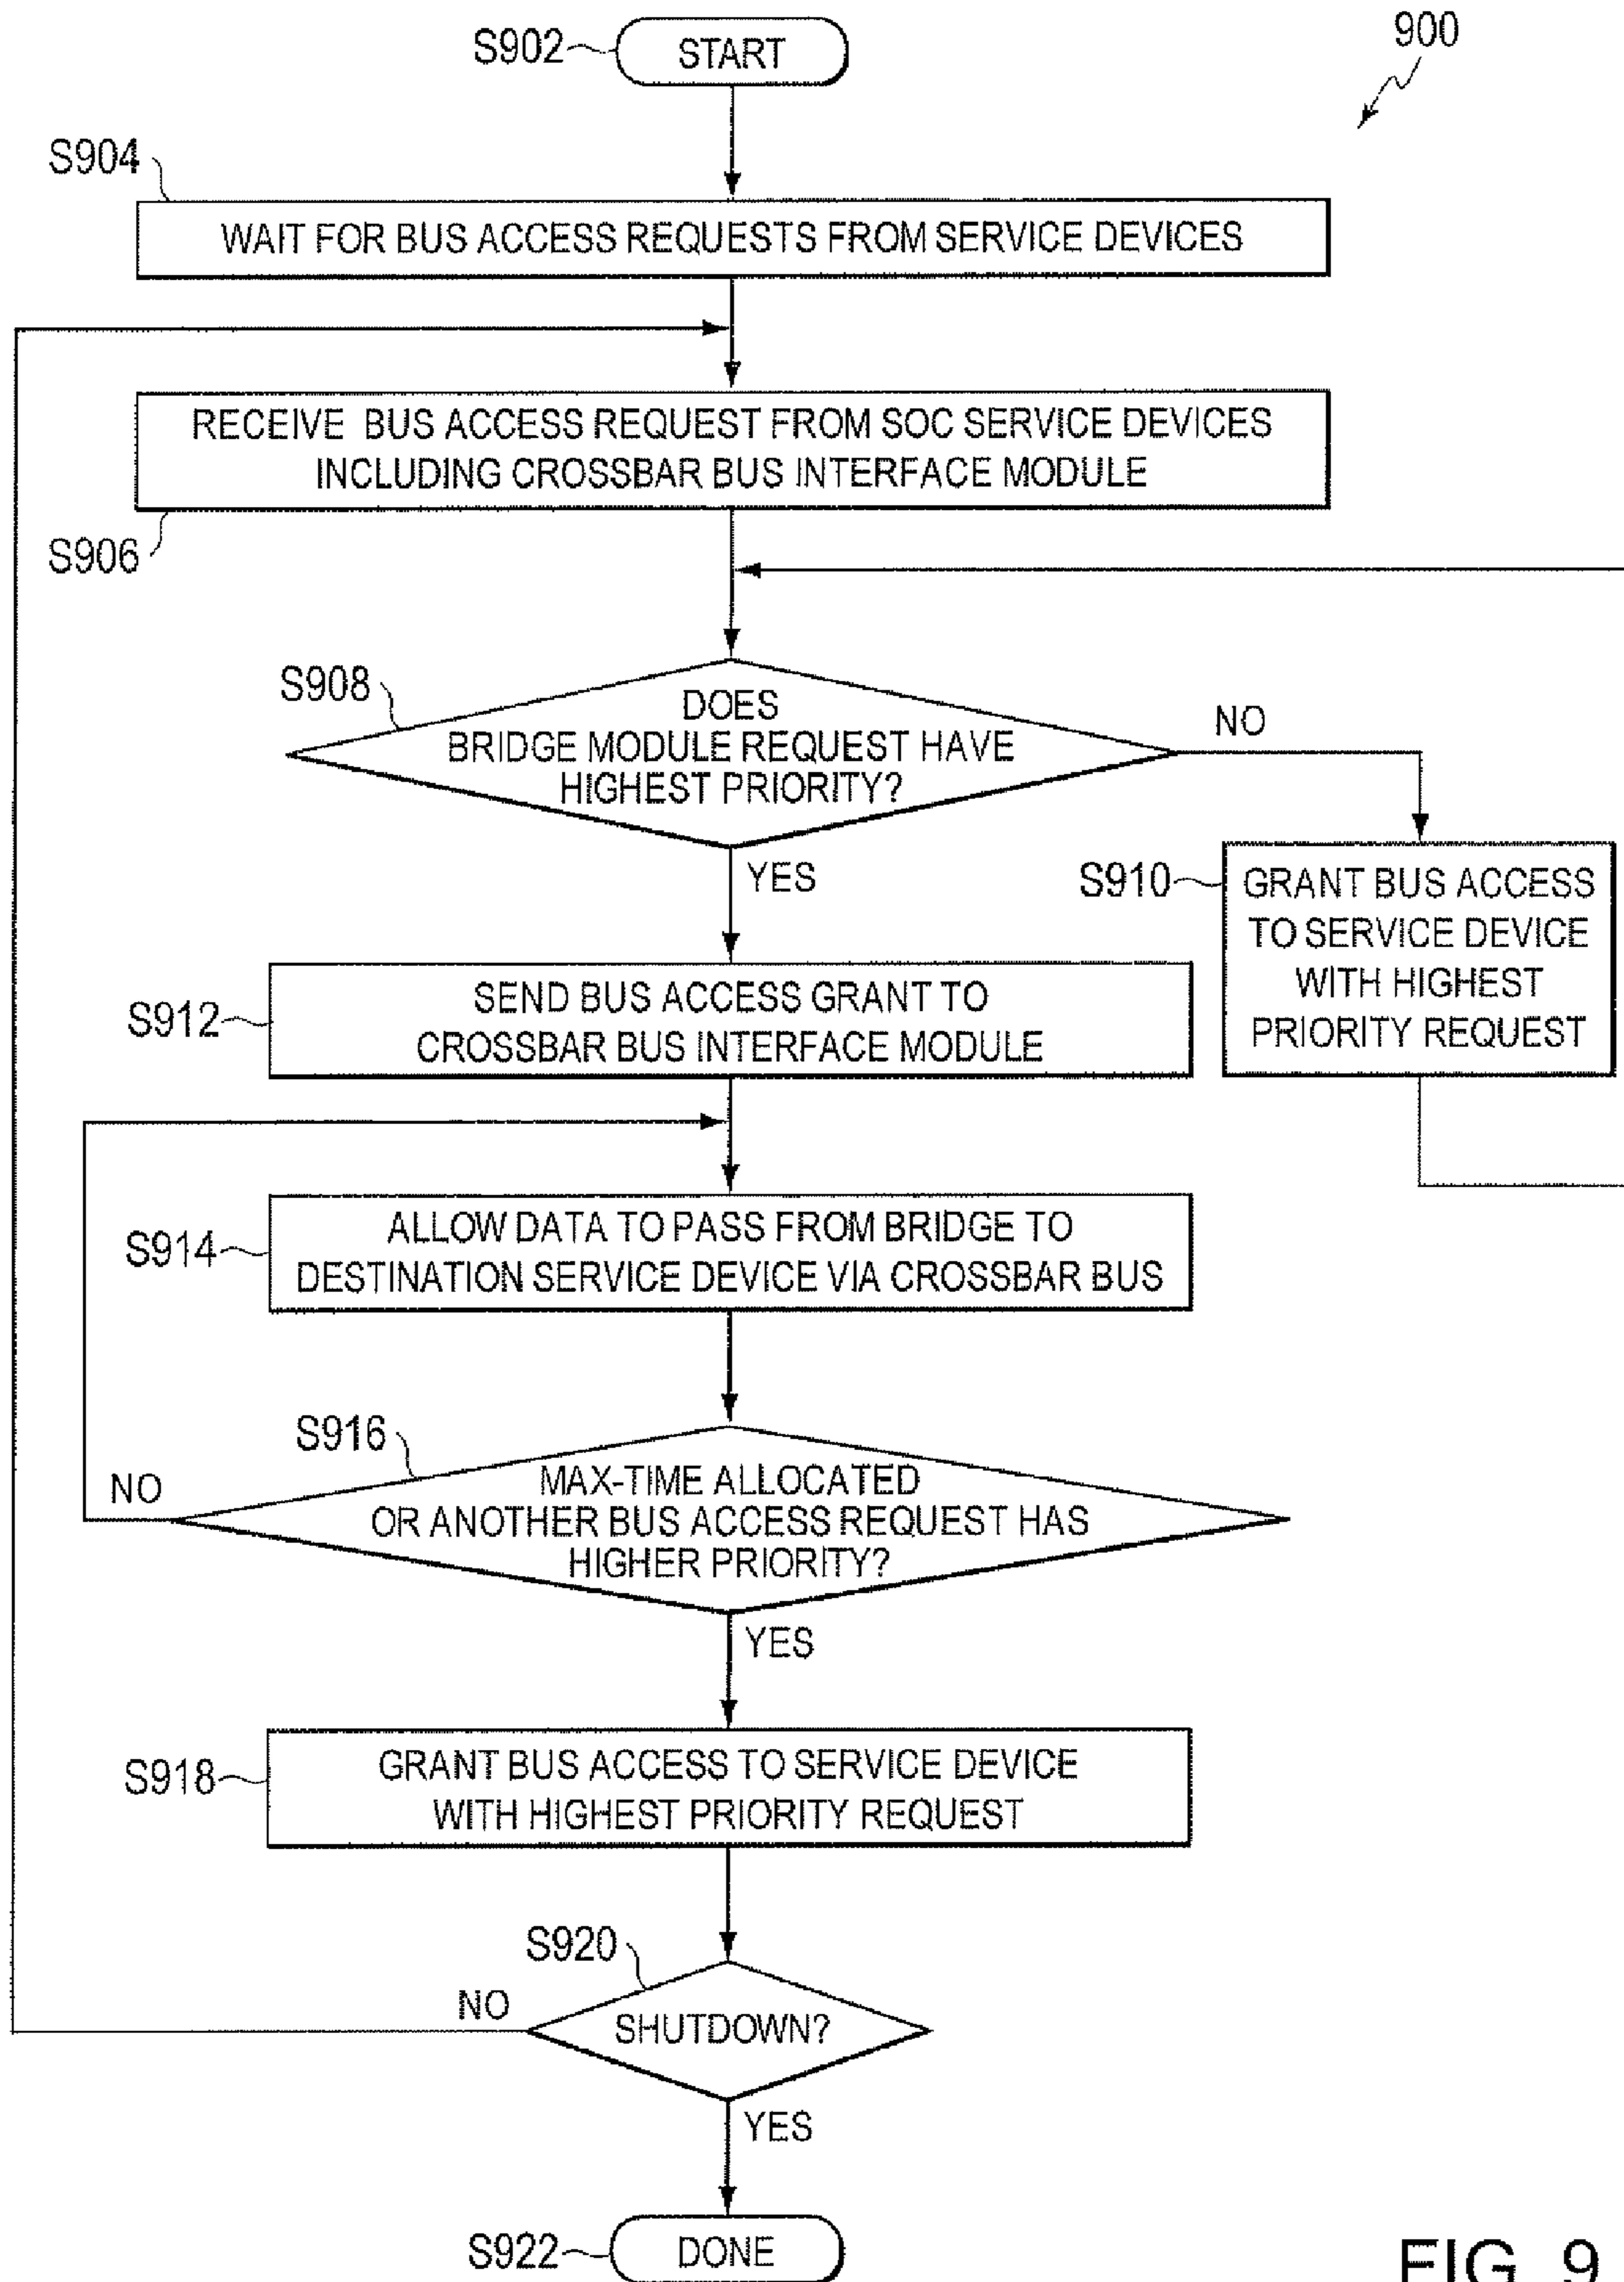 S902
START
900
S904
WAIT FOR BUS ACCESS REQUESTS FROM SERVICE DEVICES
RECEIVE BUS ACCESS REQUEST FROM SOC SERVICE DEVICES
INCLUDING CROSSBAR BUS INTERFACE MODULE
S906
S908
DOES
BRIDGE MODULE REQUEST HAVE
HIGHEST PRIORITY?
NO
YES
S910
GRANT BUS ACCESS
TO SERVICE DEVICE
WITH HIGHEST
PRIORITY REQUEST
S912
SEND BUS ACCESS GRANT TO
CROSSBAR BUS INTERFACE MODULE
S914
ALLOW DATA TO PASS FROM BRIDGE TO
DESTINATION SERVICE DEVICE VIA CROSSBAR BUS
S916
MAX-TIME ALLOCATED
OR ANOTHER BUS ACCESS REQUEST HAS
HIGHER PRIORITY?
NO
YES
S918
GRANT BUS ACCESS TO SERVICE DEVICE
WITH HIGHEST PRIORITY REQUEST
S920
SHUTDOWN?
NO
YES
S922
DONE
FIG. 9